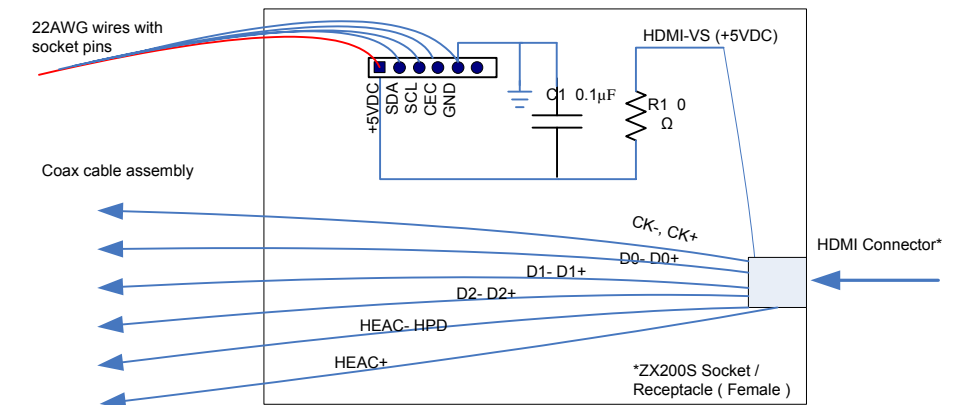 22AWG wires with
socket pins
HDMI-VS (+5VDC)
+5VDC
SDA
SCL
CEC
GND
C1 0.1µF
R1 0
Ω
Coax cable assembly
CK-, CK+
HDMI Connector*
D0- D0+
D1- D1+
D2- D2+
HEAC- HPD
HEAC+
*ZX200S Socket /
Receptacle ( Female )